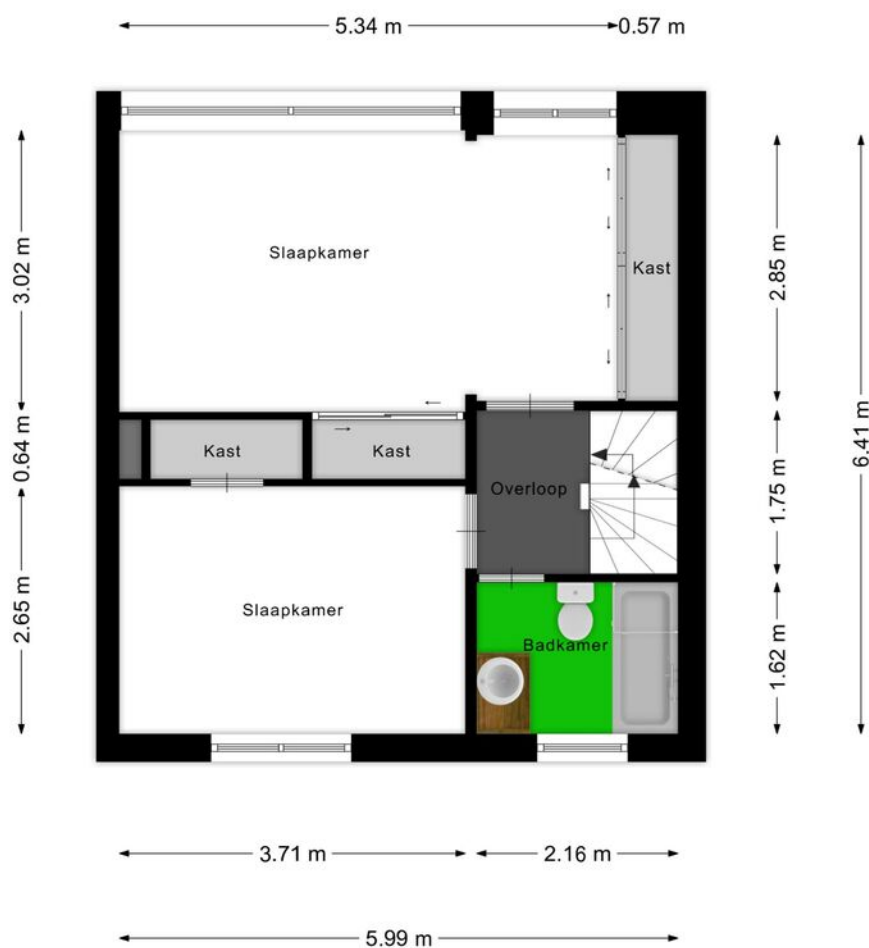 5.34 m
0.57 m
3.02 m
Slaapkamer
Kast
2.85 m
6.41 m
0.64 m
Kast
Kast
Overloop
1.75 m
2.65 m
Slaapkamer
Badkamer
1.62 m
3.71 m
2.16 m
5.99 m